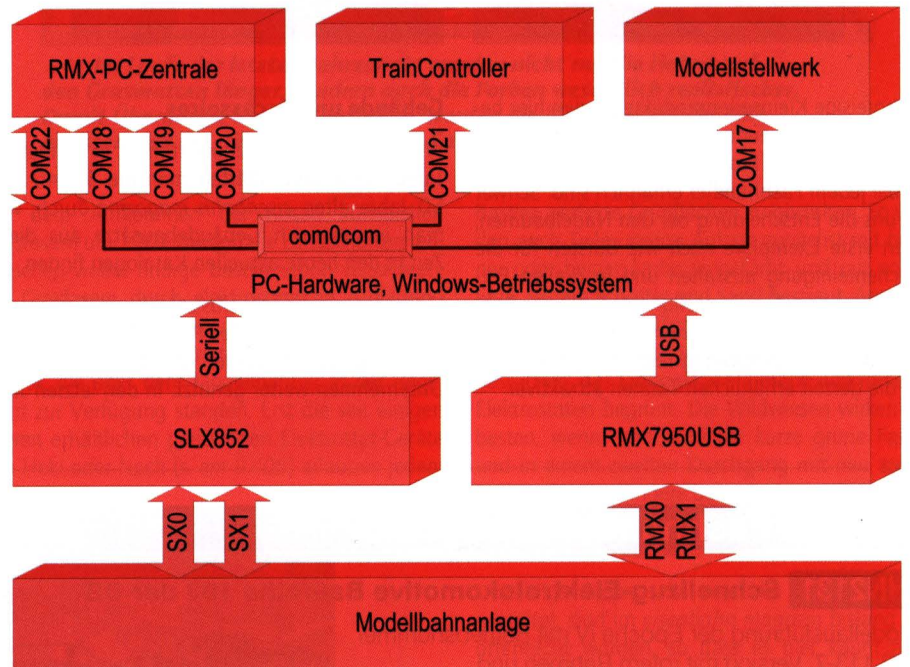 RMX-PC-Zentrale
TrainController
Modellstellwerk
COM22
COM18
COM19
COM20
COM21
COM17
com0com
PC-Hardware, Windows-Betriebssystem
Seriell
USB
SLX852
RMX7950USB
SX0
SX1
RMX0
RMX1
Modellbahnanlage